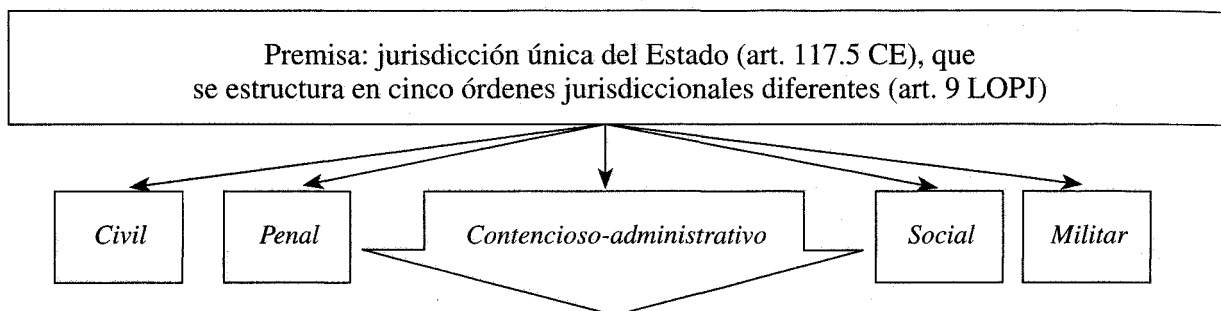 Premisa: jurisdicción única del Estado (art. 117.5 CE), que
se estructura en cinco órdenes jurisdiccionales diferentes (art. 9 LOPJ)
Civil
Penal
Contencioso-administrativo
Social
Militar